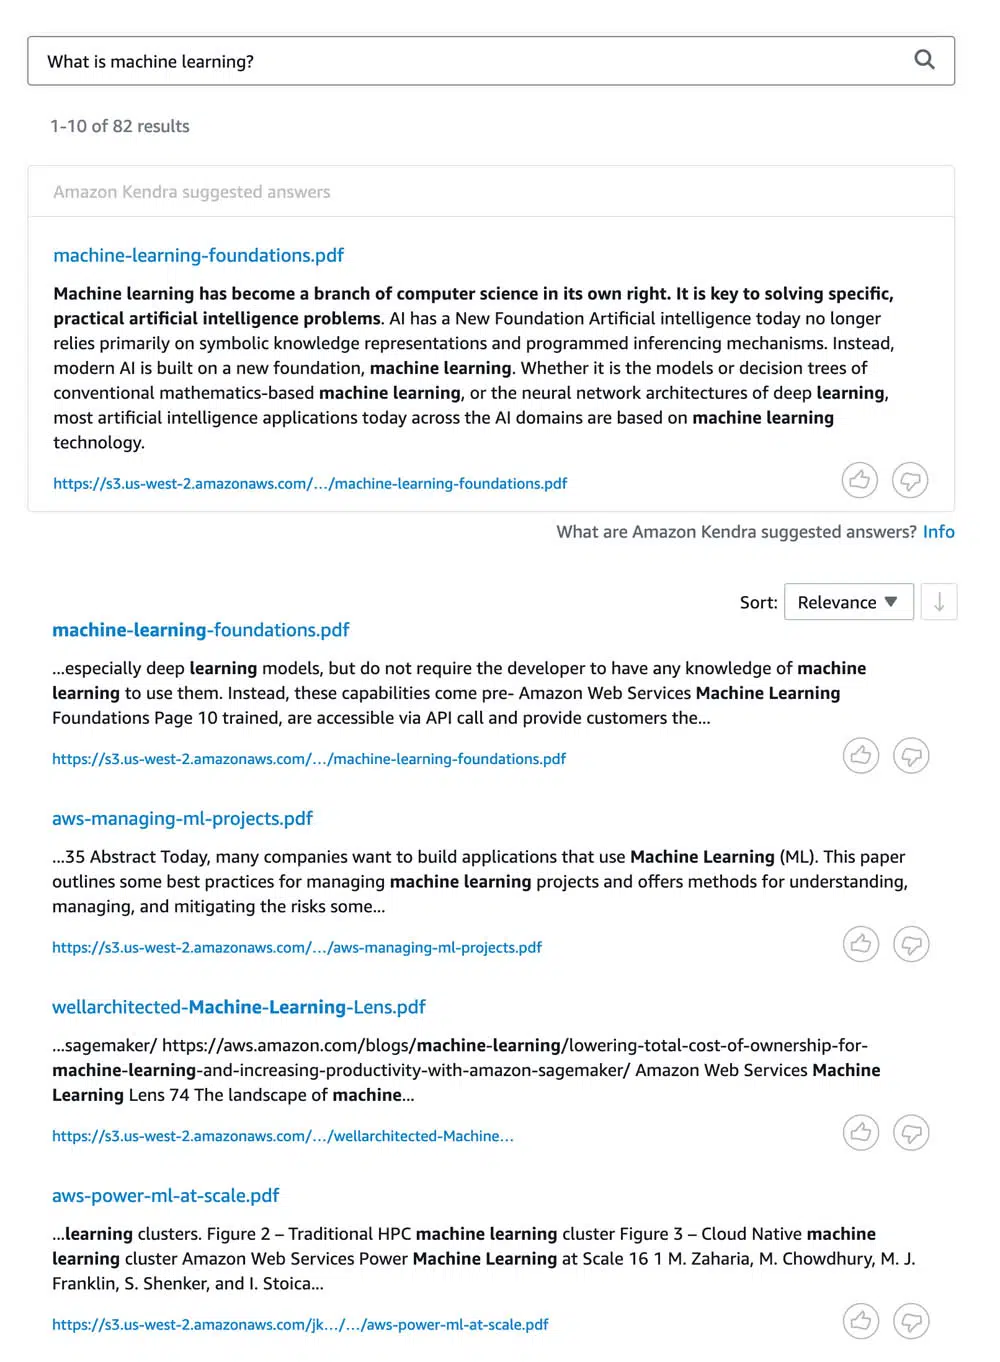 What is machine learning?
1-10 of 82 results
Amazon Kendra suggested answers
machine-learning-foundations.pdf
Machine learning has become a branch of computer science in its own right. It is key to solving specific,
practical artificial intelligence problems. AI has a New Foundation Artificial intelligence today no longer
relies primarily on symbolic knowledge representations and programmed inferencing mechanisms. Instead,
modern AI is built on a new foundation, machine learning. Whether it is the models or decision trees of
conventional mathematics-based machine learning, or the neural network architectures of deep learning,
most artificial intelligence applications today across the AI domains are based on machine learning
technology.
https://s3.us-west-2.amazonaws.com/.../machine-learning-foundations.pdf
What are Amazon Kendra suggested answers? Info
Sort: Relevance
machine-learning-foundations.pdf
...especially deep learning models, but do not require the developer to have any knowledge of machine
learning to use them. Instead, these capabilities come pre- Amazon Web Services Machine Learning
Foundations Page 10 trained, are accessible via API call and provide customers the...
https://s3.us-west-2.amazonaws.com/.../machine-learning-foundations.pdf
aws-managing-ml-projects.pdf
...35 Abstract Today, many companies want to build applications that use Machine Learning (ML). This paper
outlines some best practices for managing machine learning projects and offers methods for understanding,
managing, and mitigating the risks some...
https://s3.us-west-2.amazonaws.com/.../aws-managing-ml-projects.pdf
wellarchitected-Machine-Learning-Lens.pdf
...sagemaker/ https://aws.amazon.com/blogs/machine-learning/lowering-total-cost-of-ownership-for-
machine-learning-and-increasing-productivity-with-amazon-sagemaker/ Amazon Web Services Machine
Learning Lens 74 The landscape of machine...
https://s3.us-west-2.amazonaws.com/.../wellarchitected-Machine...
aws-power-ml-at-scale.pdf
...learning clusters. Figure 2 – Traditional HPC machine learning cluster Figure 3 – Cloud Native machine
learning cluster Amazon Web Services Power Machine Learning at Scale 16 1 M. Zaharia, M. Chowdhury, M. J.
Franklin, S. Shenker, and I. Stoica...
https://s3.us-west-2.amazonaws.com/jk.../.../aws-power-ml-at-scale.pdf